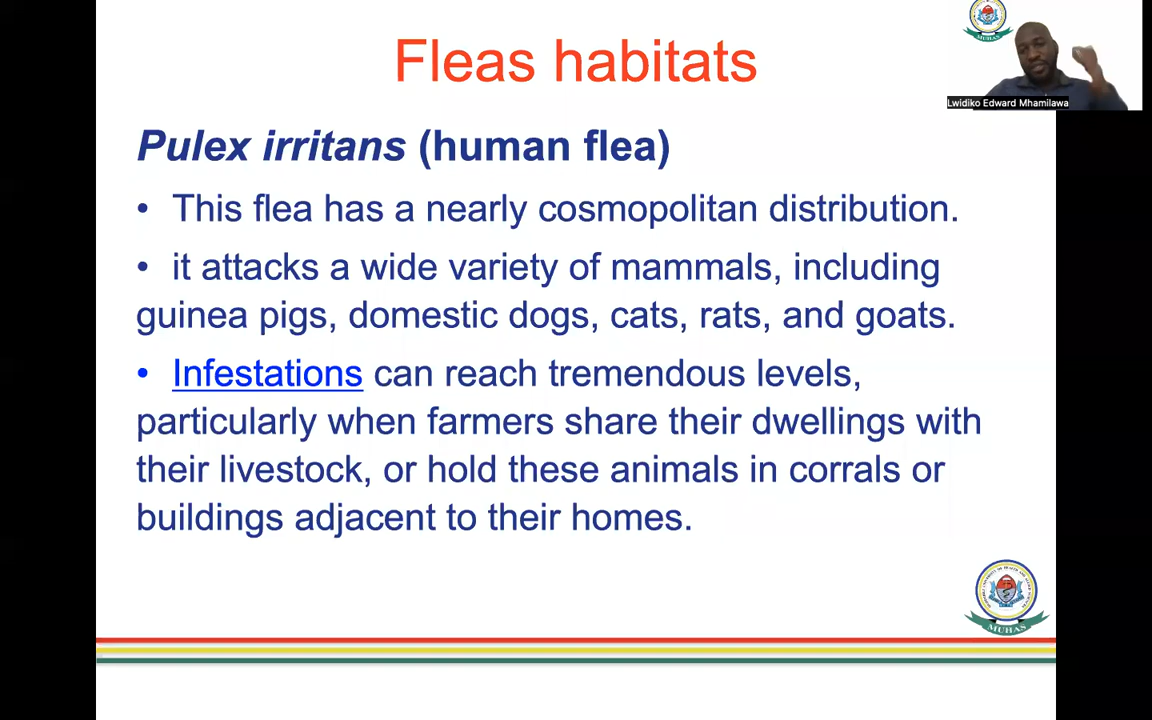 Fleas habitats
MUHAS
Lwidiko Edward Mhamilawa
Pulex irritans (human flea)
• This flea has a nearly cosmopolitan distribution.
• it attacks a wide variety of mammals, including
guinea pigs, domestic dogs, cats, rats, and goats.
• Infestations can reach tremendous levels,
particularly when farmers share their dwellings with
their livestock, or hold these animals in corrals or
buildings adjacent to their homes.
MUHAS